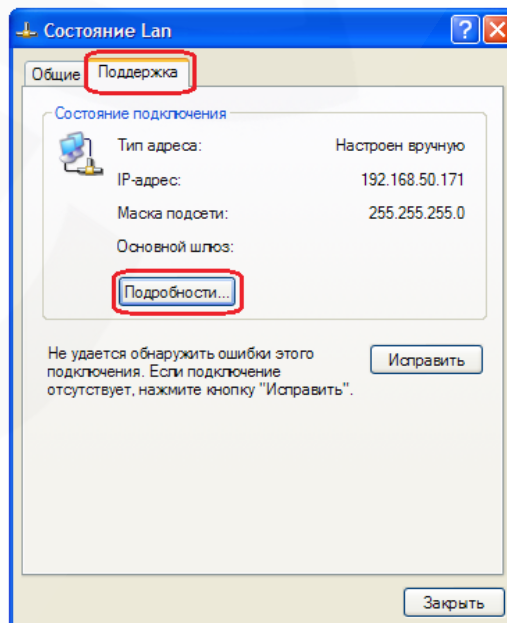 Состояние Lan
Общие Поддержка
Состояние подключения
Тип адреса: Настроен вручную
IP-адрес: 192.168.50.171
Маска подсети: 255.255.255.0
Основной шлюз:
Подробности...
Не удается обнаружить ошибки этого
подключения. Если подключение
отсутствует, нажмите кнопку "Исправить".
Исправить
Закрыть